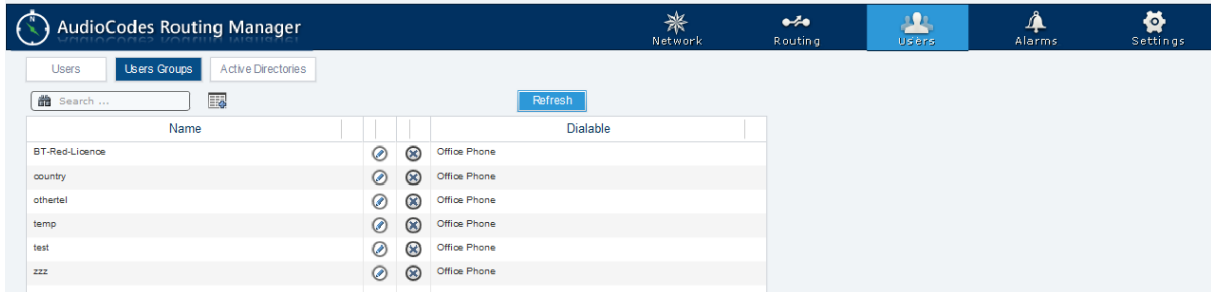 AudioCodes Routing Manager
Network Routing Users Alarms Settings
Users Users Groups Active Directories
Search ... Refresh
Name Dialable
BT-Red-Licence Office Phone
country Office Phone
othertel Office Phone
temp Office Phone
test Office Phone
zzz Office Phone